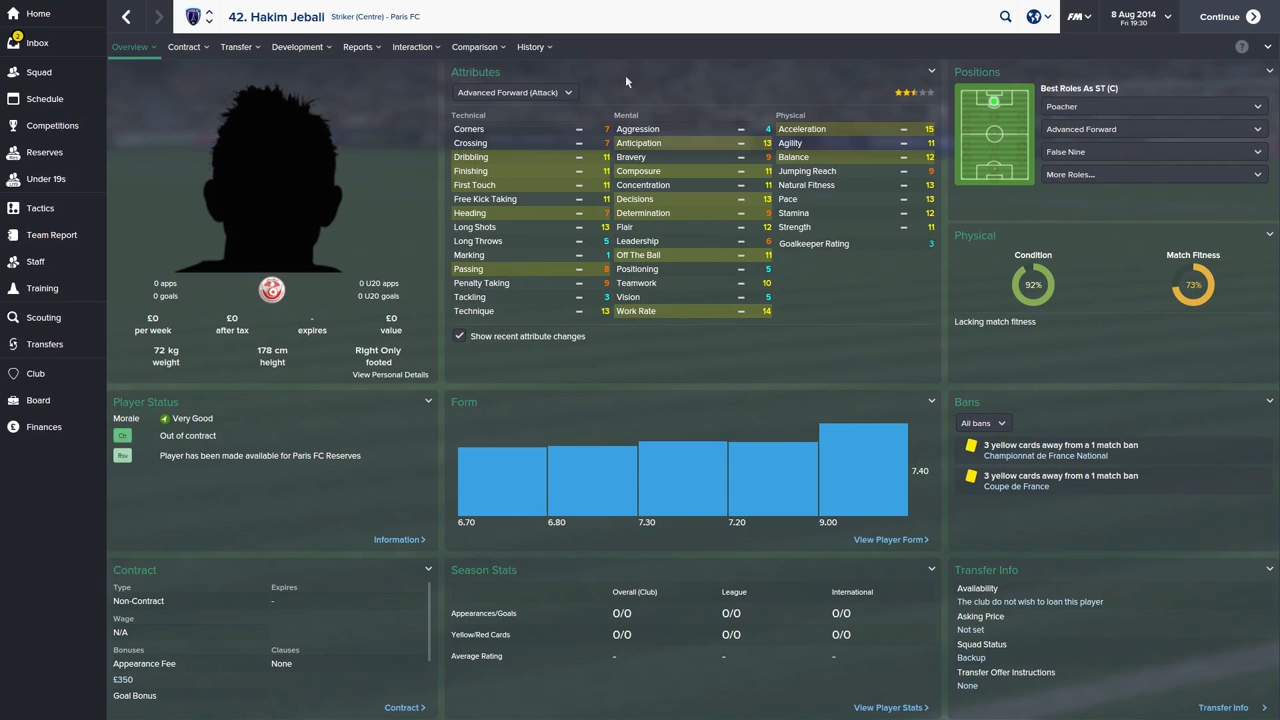 Home
42. Hakim Jebali Striker (Centre) - Paris FC
FM
8 Aug 2014
Fri 19:30
Continue
2
Inbox
Squad
Schedule
Competitions
Reserves
Under 19s
Tactics
Team Report
Staff
Training
Scouting
Transfers
Club
Board
Finances
Overview Contract Transfer Development Reports Interaction Comparison History
?
0 apps
0 goals
0 U20 apps
0 U20 goals
£0
per week
£0
after tax
-
expires
£0
value
72 kg
weight
178 cm
height
Right Only
footed
View Personal Details
Attributes
Advanced Forward (Attack)
Technical Mental Physical
Corners - 7 Aggression - 4 Acceleration - 15
Crossing - 7 Anticipation - 13 Agility - 11
Dribbling - 11 Bravery - 9 Balance - 12
Finishing - 11 Composure - 11 Jumping Reach - 9
First Touch - 11 Concentration - 11 Natural Fitness - 13
Free Kick Taking - 11 Decisions - 13 Pace - 13
Heading - 7 Determination - 9 Stamina - 12
Long Shots - 13 Flair - 12 Strength - 11
Long Throws - 5 Leadership - 6 Goalkeeper Rating 3
Marking - 1 Off The Ball - 11
Passing - 8 Positioning - 5
Penalty Taking - 9 Teamwork - 10
Tackling - 3 Vision - 5
Technique - 13 Work Rate - 14
Show recent attribute changes
Positions
Best Roles As ST (C)
Poacher
Advanced Forward
False Nine
More Roles...
Physical
Condition Match Fitness
92% 73%
Lacking match fitness
Player Status
Morale Very Good
Ctr Out of contract
Rsv Player has been made available for Paris FC Reserves
Information
Form
7.40
6.70 6.80 7.30 7.20 9.00
View Player Form
Bans
All bans
3 yellow cards away from a 1 match ban
Championnat de France National
3 yellow cards away from a 1 match ban
Coupe de France
Contract
Type Expires
Non-Contract -
Wage
N/A
Bonuses Clauses
Appearance Fee None
£350
Goal Bonus
Contract
Season Stats
Overall (Club) League International
Appearances/Goals 0/0 0/0 0/0
Yellow/Red Cards 0/0 0/0 0/0
Average Rating - - -
View Player Stats
Transfer Info
Availability
The club do not wish to loan this player
Asking Price
Not set
Squad Status
Backup
Transfer Offer Instructions
None
Transfer Info